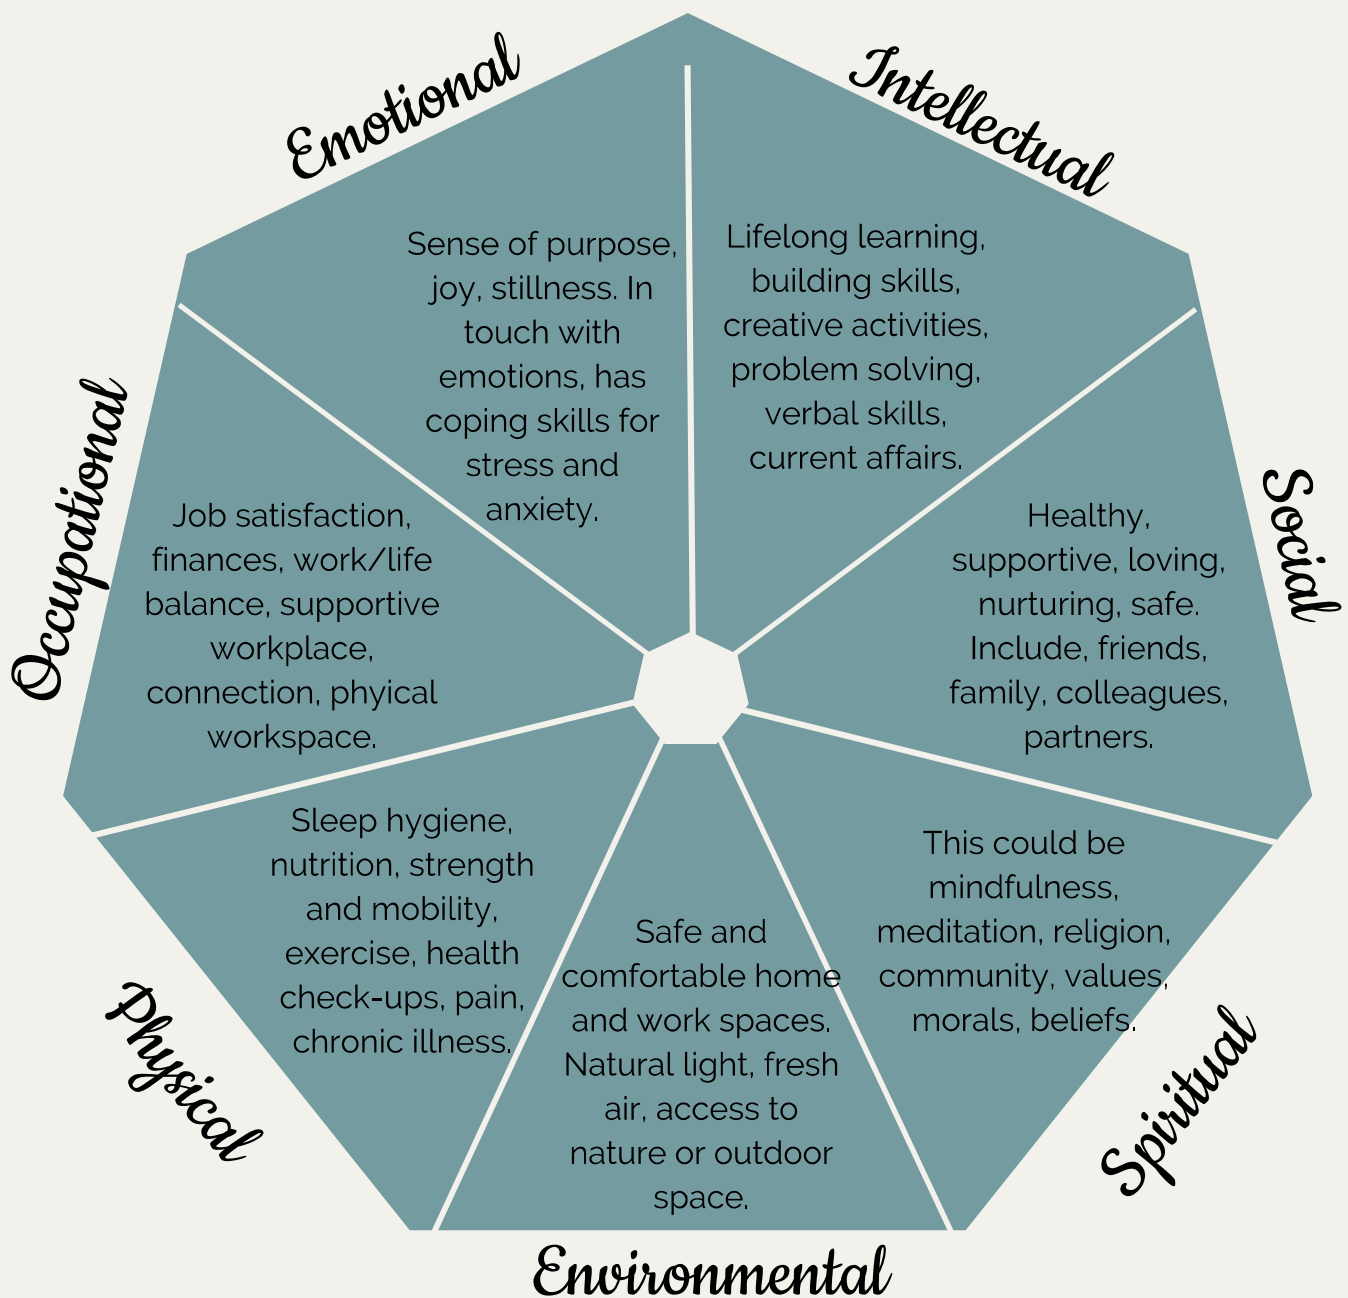 Emotional
Sense of purpose,
joy, stillness. In
touch with
emotions, has
coping skills for
stress and
anxiety.
Intellectual
Lifelong learning,
building skills,
creative activities,
problem solving,
verbal skills,
current affairs.
Social
Healthy,
supportive, loving,
nurturing, safe.
Include, friends,
family, colleagues,
partners.
Spiritual
This could be
mindfulness,
meditation, religion,
community, values,
morals, beliefs.
Environmental
Safe and
comfortable home
and work spaces.
Natural light, fresh
air, access to
nature or outdoor
space.
Physical
Sleep hygiene,
nutrition, strength
and mobility,
exercise, health
check-ups, pain,
chronic illness.
Occupational
Job satisfaction,
finances, work/life
balance, supportive
workplace,
connection, phyical
workspace.